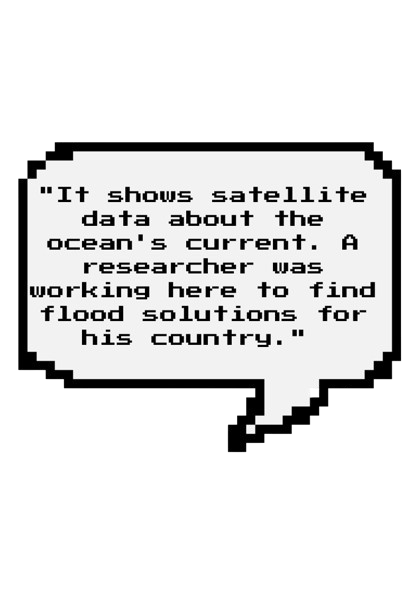 "It shows satellite
data about the
ocean's current. A
researcher was
working here to find
flood solutions for
his country."